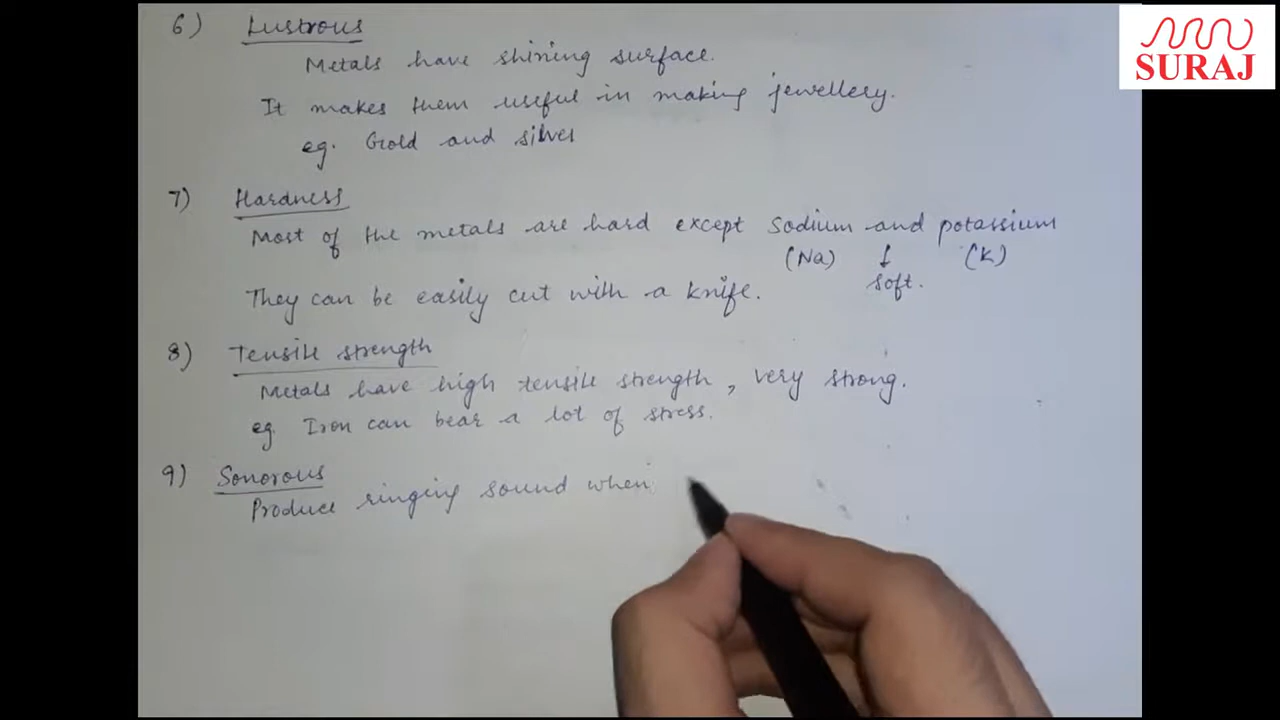 6) Lustrous
Metals have shining surface.
It makes them useful in making jewellery.
eg. Gold and silver
7) Hardness
Most of the metals are hard except Sodium and potassium
(Na) ↓ (K)
soft.
They can be easily cut with a knife.
8) Tensile strength
Metals have high tensile strength, very strong.
eg. Iron can bear a lot of stress.
9) Sonorous
Produce ringing sound when
SURAJ